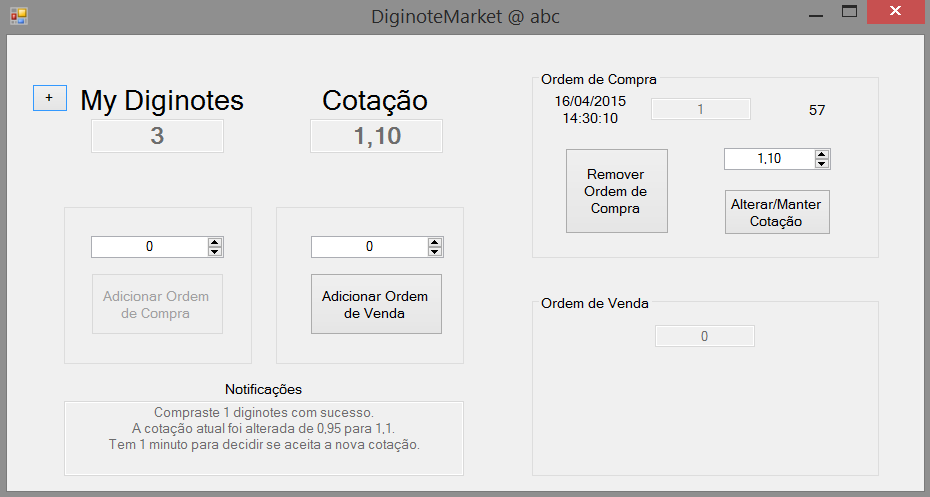 DiginoteMarket @ abc
+
My Diginotes
3
Cotação
1,10
0
Adicionar Ordem
de Compra
0
Adicionar Ordem
de Venda
Notificações
Compraste 1 diginotes com sucesso.
A cotação atual foi alterada de 0,95 para 1,1.
Tem 1 minuto para decidir se aceita a nova cotação.
Ordem de Compra
16/04/2015
14:30:10
1
57
Remover
Ordem de
Compra
1,10
Alterar/Manter
Cotação
Ordem de Venda
0